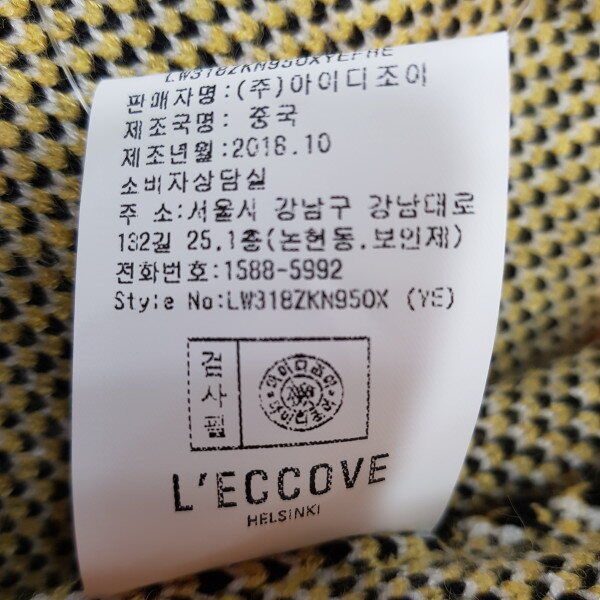 LW318ZKN950XYEFRE
판매자명:(주)아이디조이
제조국명: 중국
제조년월:2018.10
소비자상담실
주 소:서울시 강남구 강남대로
132길 25,1층(논현동.보인제)
전화번호:1588-5992
Style No:LW318ZKN950X (YE)
검사필
L'ECCOVE
HELSINKI